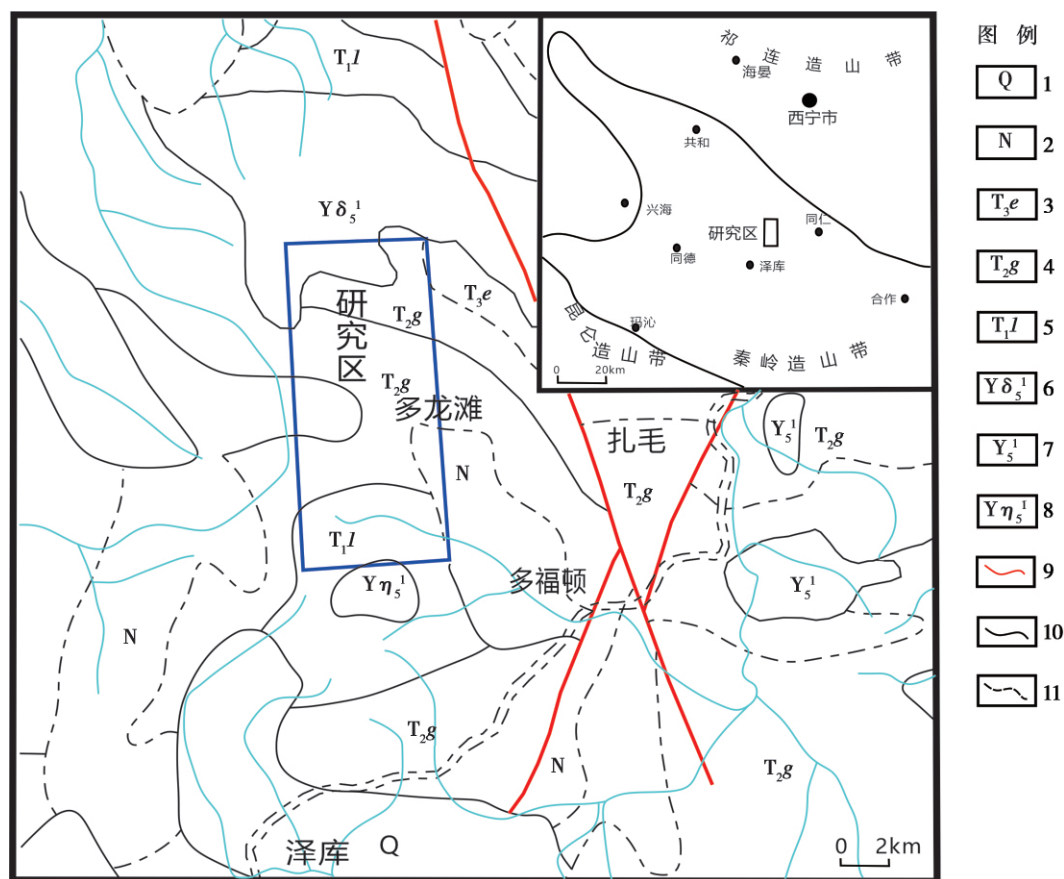 T₁l
Yδ₅¹
研究区
T₃e
T₂g
T₂g
多龙滩
N
T₁l
Yη₅¹
多福顿
扎毛
T₂g
Y₅¹
T₂g
Y₅¹
N
T₂g
N
T₂g
泽库
Q
0 2km
祁连造山带
海晏
西宁市
共和
兴海
研究区
同仁
同德
泽库
合作
玛沁
昆仑造山带
秦岭造山带
0 20km
图例
Q 1
N 2
T₃e 3
T₂g 4
T₁l 5
Yδ₅¹ 6
Y₅¹ 7
Yη₅¹ 8
9
10
11